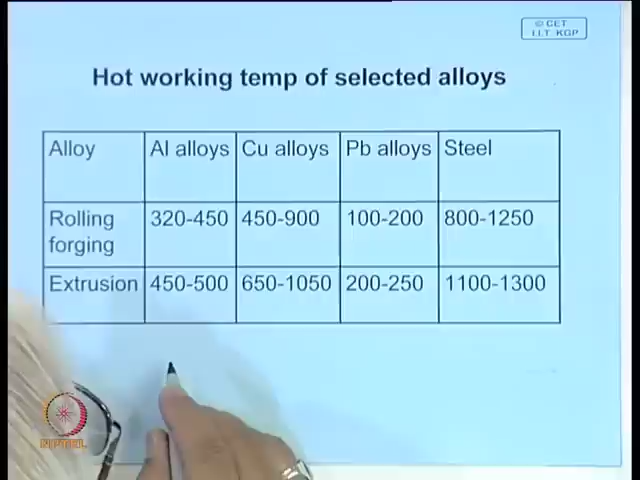 © CET
I.I.T. KGP
Hot working temp of selected alloys
Alloy Al alloys Cu alloys Pb alloys Steel
Rolling forging 320-450 450-900 100-200 800-1250
Extrusion 450-500 650-1050 200-250 1100-1300
NPTEL